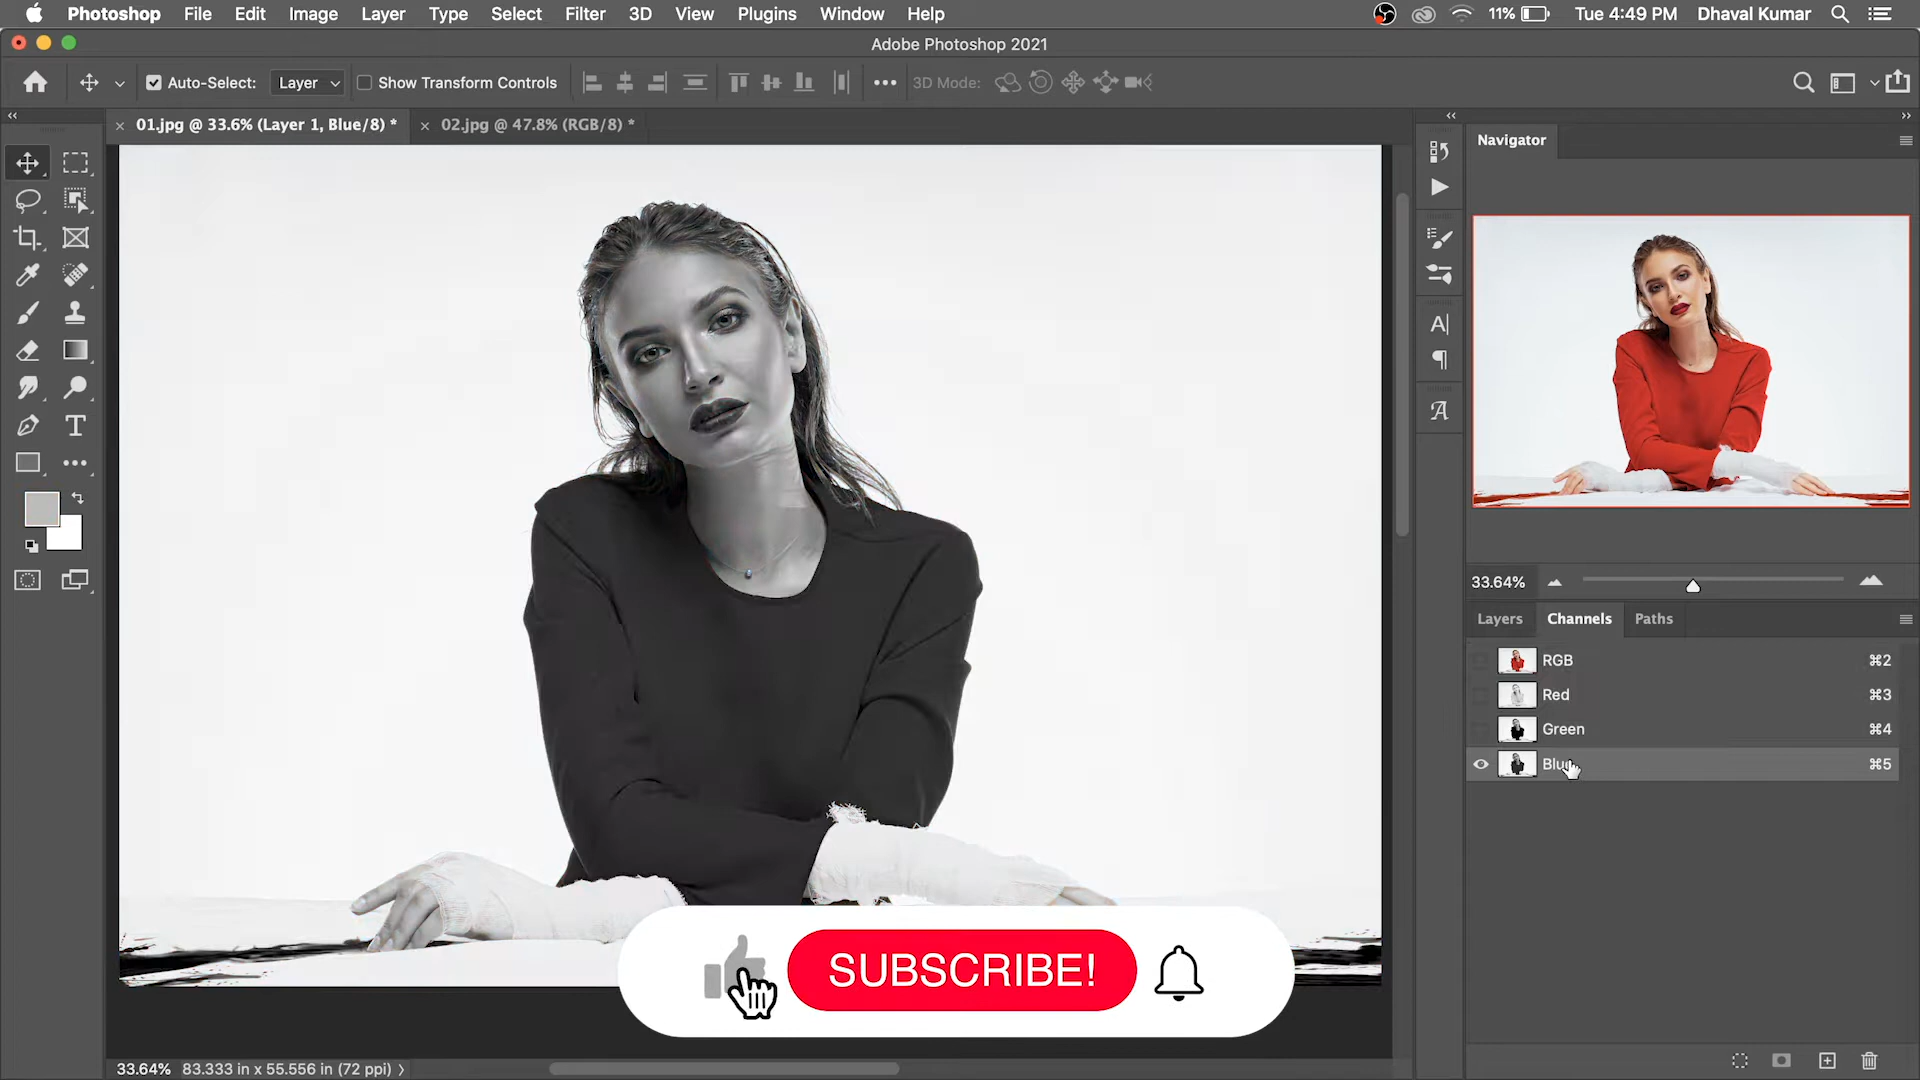 Photoshop File Edit Image Layer Type Select Filter 3D View Plugins Window Help 11% Tue 4:49 PM Dhaval Kumar
Adobe Photoshop 2021
Auto-Select: Layer Show Transform Controls 3D Mode:
01.jpg @ 33.6% (Layer 1, Blue/8) * 02.jpg @ 47.8% (RGB/8) *
Navigator
33.64%
Layers Channels Paths
RGB ⌘2
Red ⌘3
Green ⌘4
⌘5
SUBSCRIBE!
33.64% 83.333 in x 55.556 in (72 ppi)